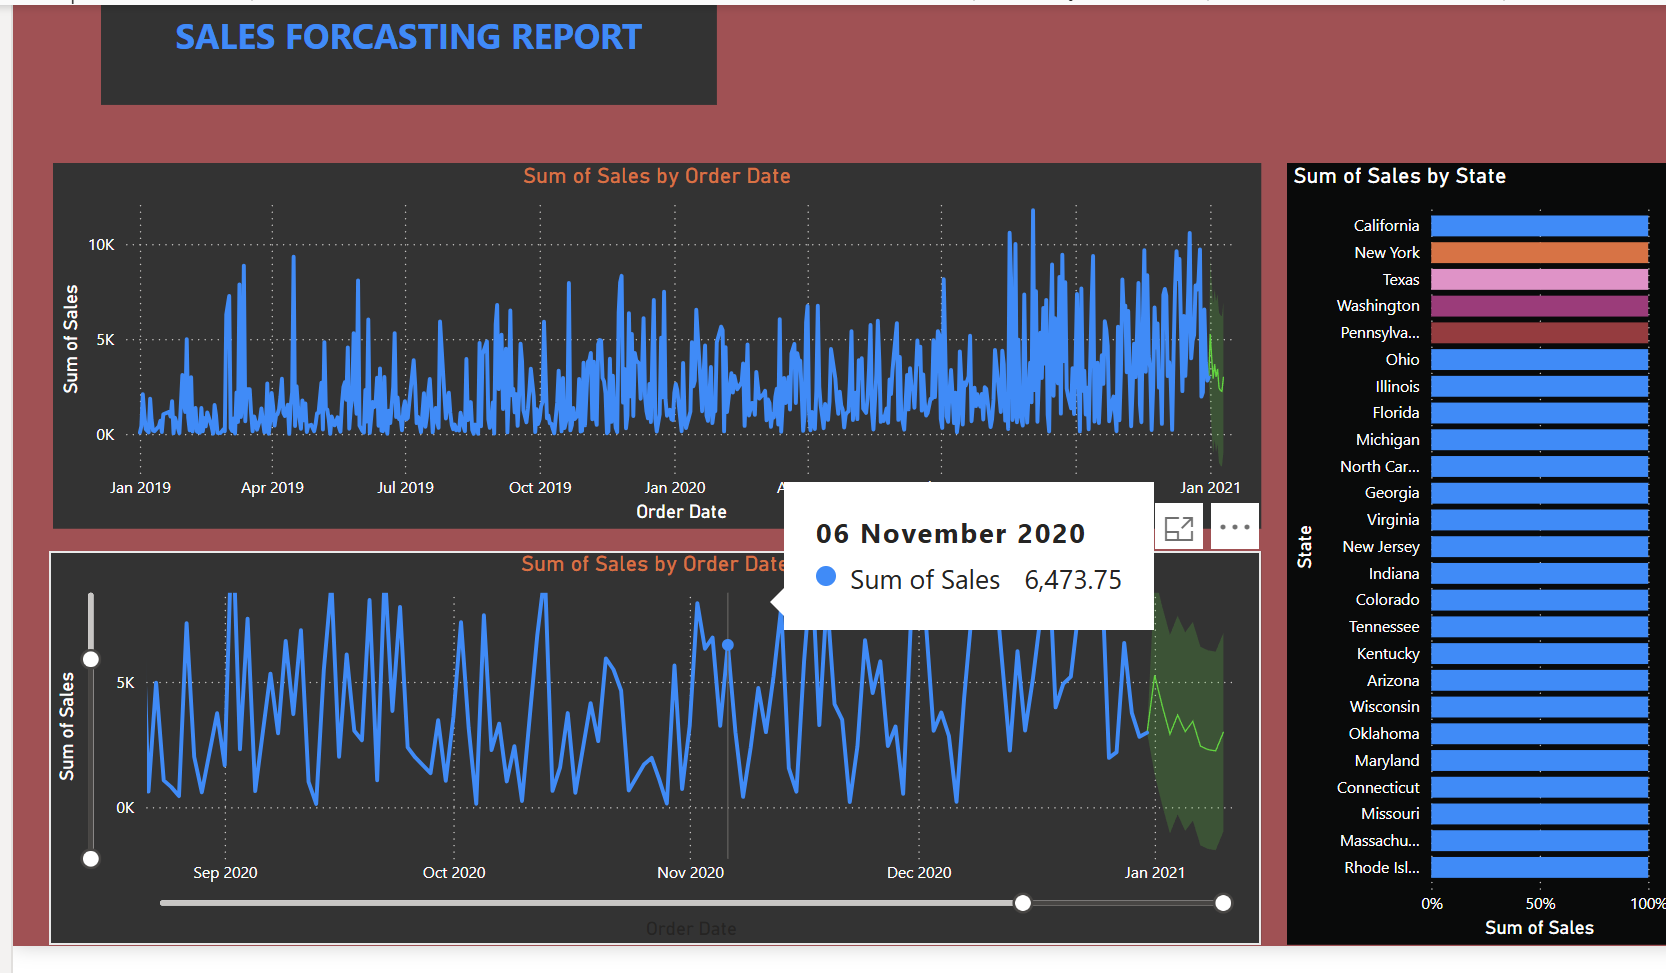 SALES FORCASTING REPORT
Sum of Sales by Order Date
Sum of Sales
10K
5K
0K
Jan 2019
Apr 2019
Jul 2019
Oct 2019
Jan 2020
Jan 2021
Order Date
06 November 2020
Sum of Sales 6,473.75
Sum of Sales by Order Date
Sum of Sales
5K
0K
Sep 2020
Oct 2020
Nov 2020
Dec 2020
Jan 2021
Order Date
Sum of Sales by State
State
California
New York
Texas
Washington
Pennsylva...
Ohio
Illinois
Florida
Michigan
North Car...
Georgia
Virginia
New Jersey
Indiana
Colorado
Tennessee
Kentucky
Arizona
Wisconsin
Oklahoma
Maryland
Connecticut
Missouri
Massachu...
Rhode Isl...
0%
50%
100%
Sum of Sales